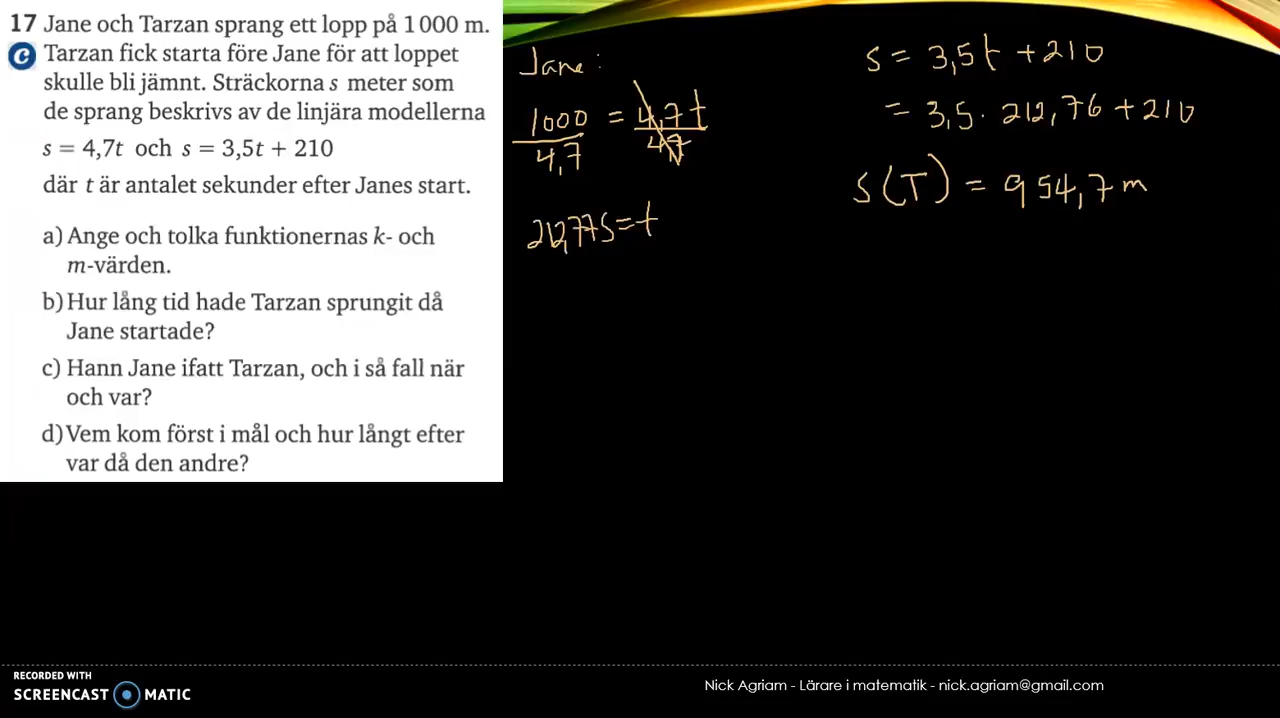 17 Jane och Tarzan sprang ett lopp på 1 000 m.
C Tarzan fick starta före Jane för att loppet
skulle bli jämnt. Sträckorna s meter som
de sprang beskrivs av de linjära modellerna
s = 4,7t och s = 3,5t + 210
där t är antalet sekunder efter Janes start.
a) Ange och tolka funktionernas k- och
m-värden.
b) Hur lång tid hade Tarzan sprungit då
Jane startade?
c) Hann Jane ifatt Tarzan, och i så fall när
och var?
d) Vem kom först i mål och hur långt efter
var då den andre?
Jane:
1000/4,7 = 4,7t/4,7
212,77s = t
s = 3,5t + 210
= 3,5 · 212,76 + 210
s(T) = 954,7 m
RECORDED WITH
SCREENCAST MATIC
Nick Agriam - Lärare i matematik - nick.agriam@gmail.com